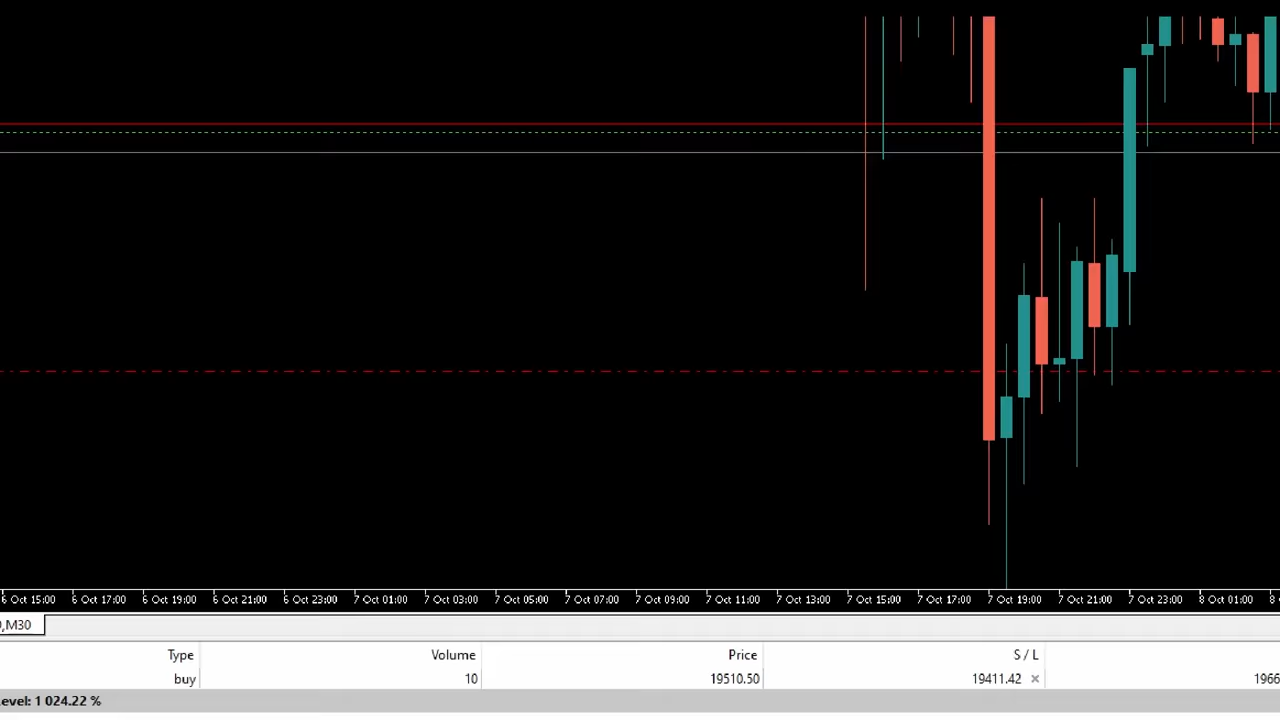 6 Oct 15:00 6 Oct 17:00 6 Oct 19:00 6 Oct 21:00 6 Oct 23:00 7 Oct 01:00 7 Oct 03:00 7 Oct 05:00 7 Oct 07:00 7 Oct 09:00 7 Oct 11:00 7 Oct 13:00 7 Oct 15:00 7 Oct 17:00 7 Oct 19:00 7 Oct 21:00 7 Oct 23:00 8 Oct 01:00 8
,M30
Type Volume Price S / L
buy 10 19510.50 19411.42 × 1966
evel: 1 024.22 %